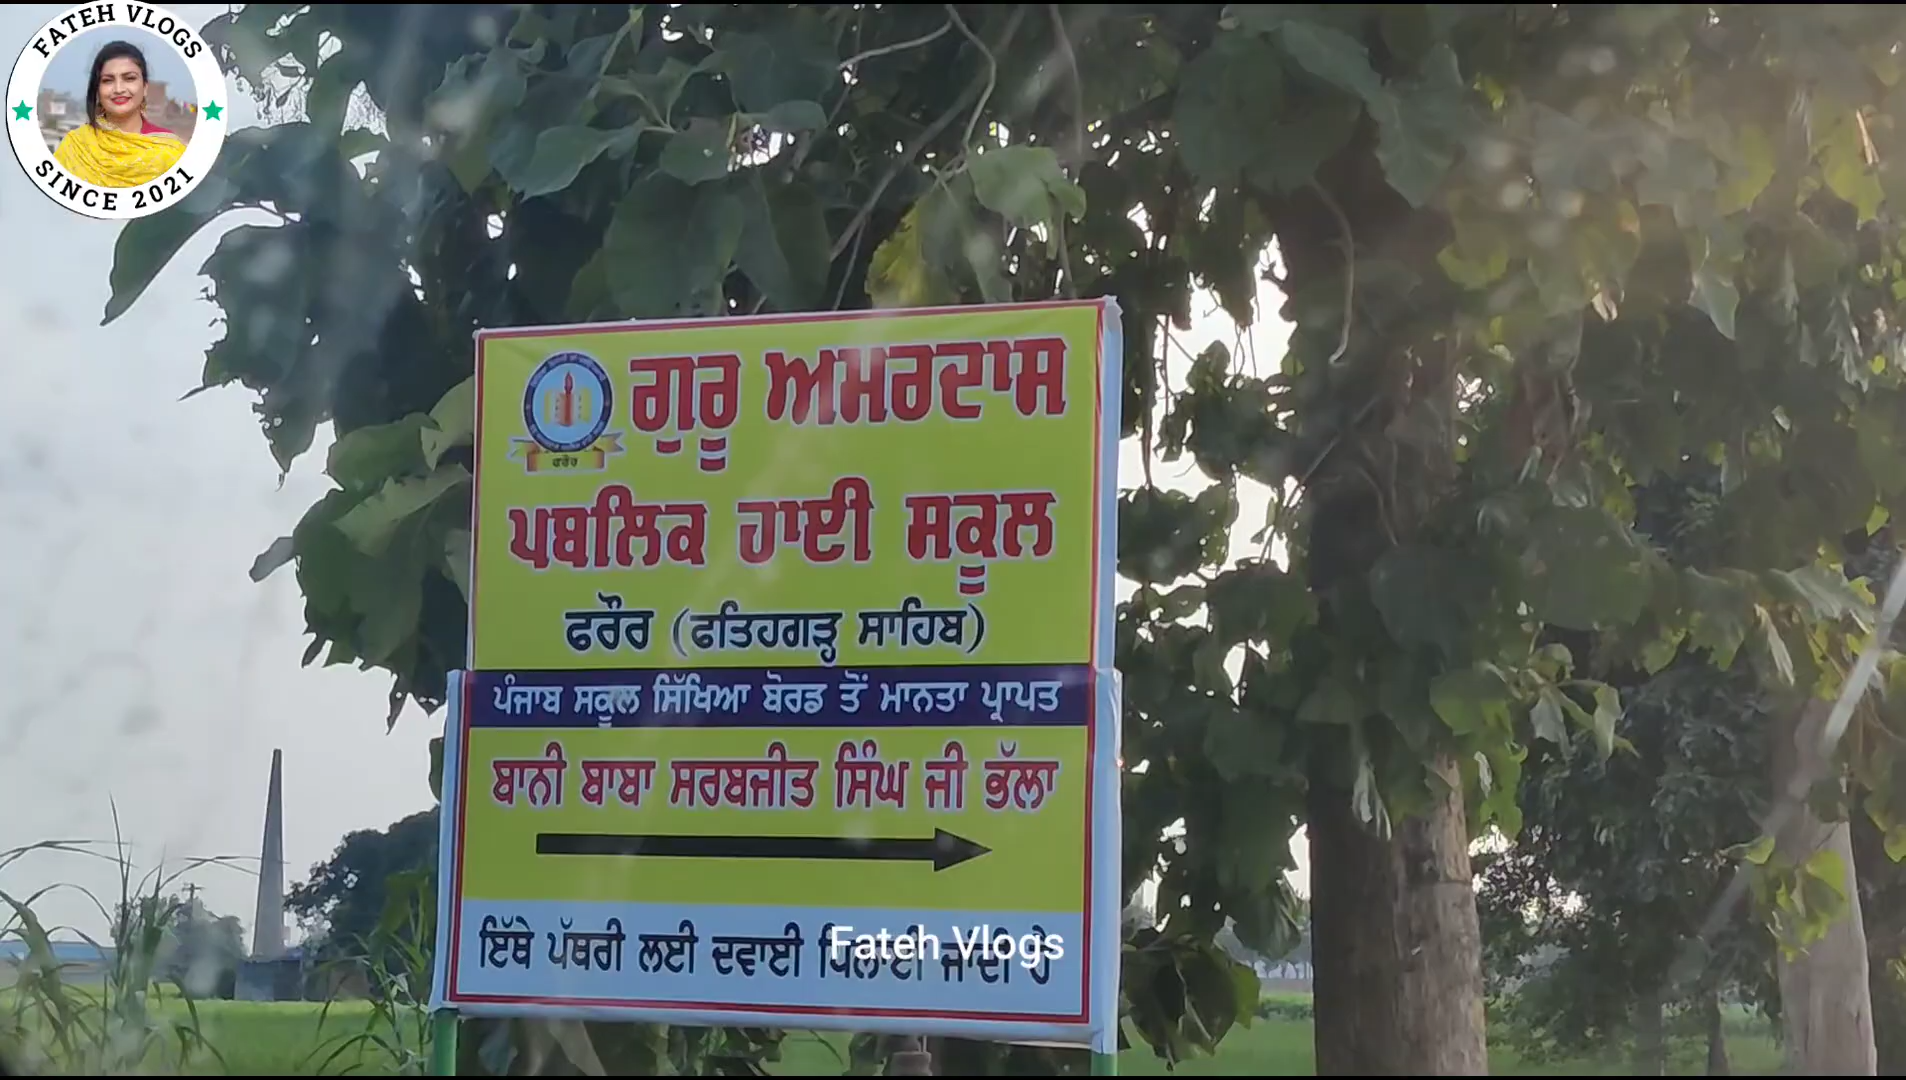 FATEH VLOGS
SINCE 2021
ਗੁਰੂ ਅਮਰਦਾਸ
ਫਰੌਰ
ਪਬਲਿਕ ਹਾਈ ਸਕੂਲ
ਫਰੌਰ (ਫਤਿਹਗੜ੍ਹ ਸਾਹਿਬ)
ਪੰਜਾਬ ਸਕੂਲ ਸਿੱਖਿਆ ਬੋਰਡ ਤੋਂ ਮਾਨਤਾ ਪ੍ਰਾਪਤ
ਬਾਨੀ ਬਾਬਾ ਸਰਬਜੀਤ ਸਿੰਘ ਜੀ ਭੱਲਾ
ਇੱਥੇ ਪੱਥਰੀ ਲਈ ਦਵਾਈ ਪਿਲਾਈ ਜਾਂਦੀ ਹੈ
Fateh Vlogs